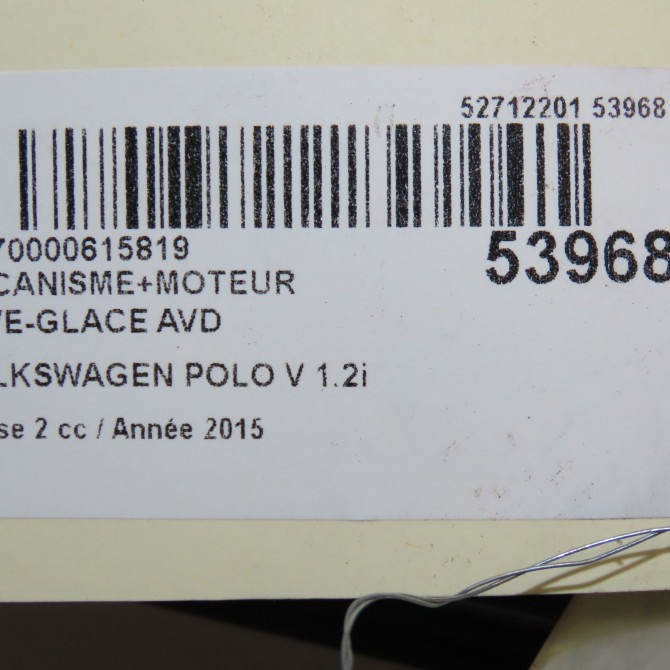 52712201 53968
70000615819
53968
CANISME+MOTEUR
VE-GLACE AVD
LKSWAGEN POLO V 1.2i
se 2 cc / Année 2015